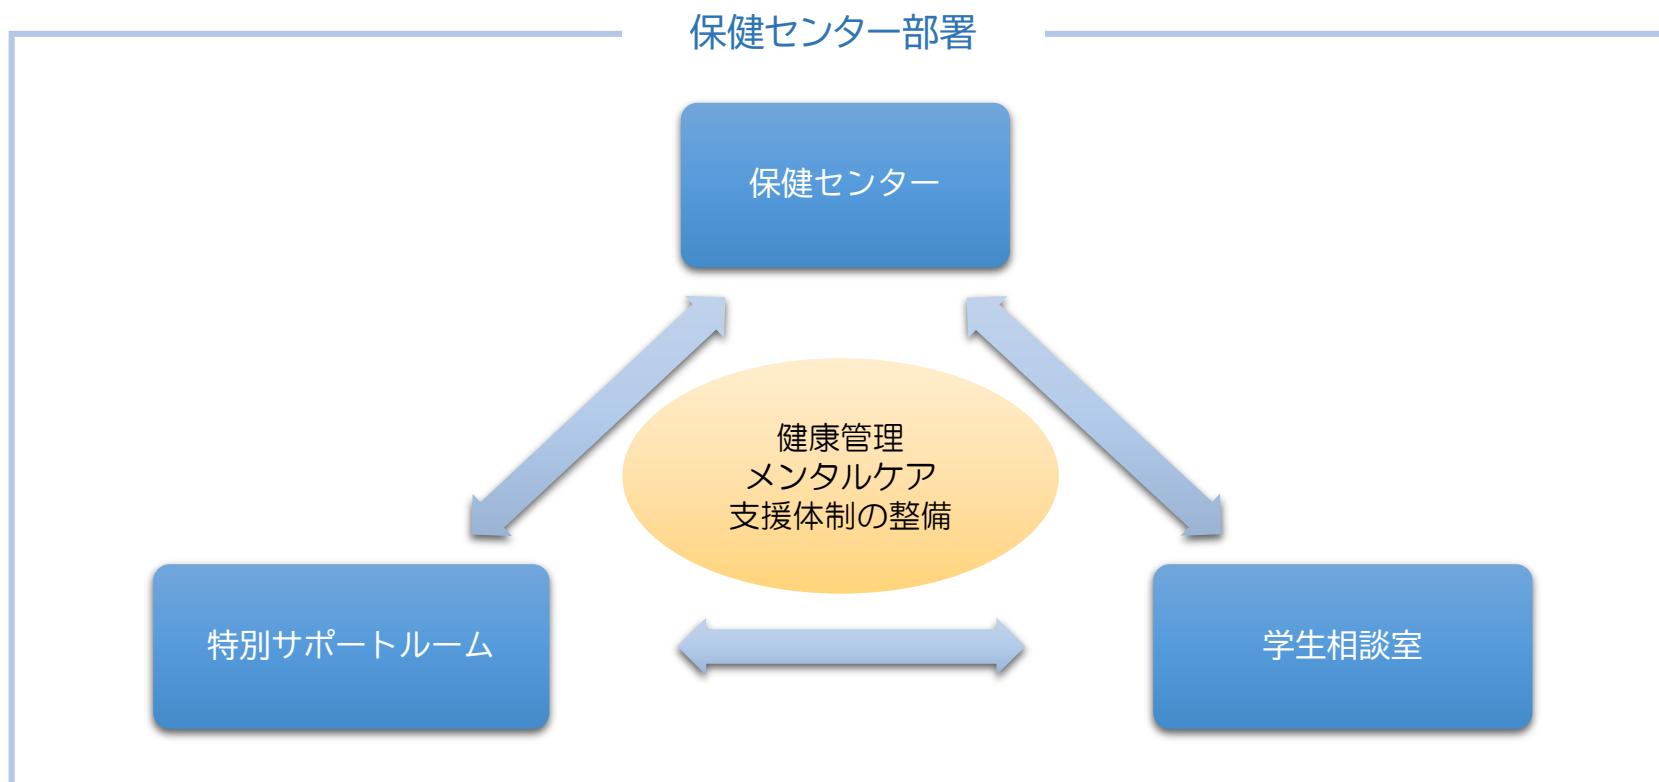 保健センター部署
保健センター
健康管理
メンタルケア
支援体制の整備
特別サポートルーム
学生相談室